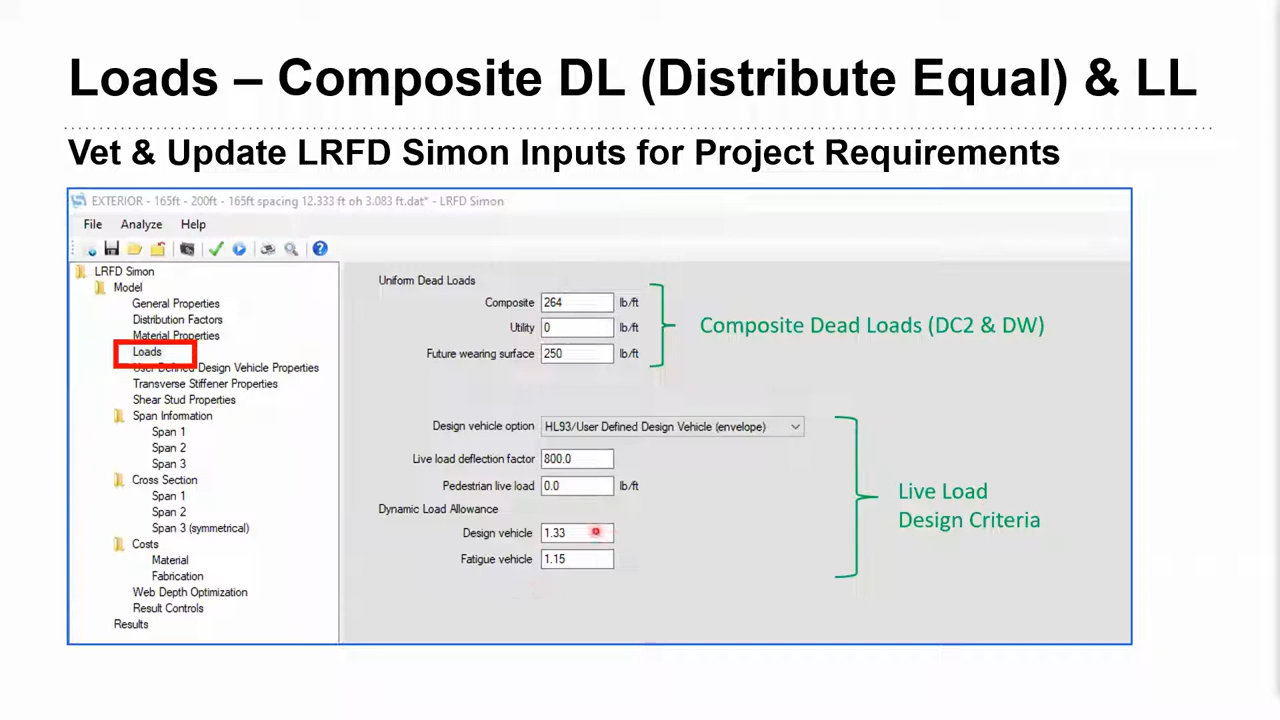 Loads – Composite DL (Distribute Equal) & LL
Vet & Update LRFD Simon Inputs for Project Requirements
EXTERIOR - 165ft - 200ft - 165ft spacing 12.333 ft oh 3.083 ft.dat* - LRFD Simon
File Analyze Help
LRFD Simon
Model
General Properties
Distribution Factors
Material Properties
Loads
User Defined Design Vehicle Properties
Transverse Stiffener Properties
Shear Stud Properties
Span Information
Span 1
Span 2
Span 3
Cross Section
Span 1
Span 2
Span 3 (symmetrical)
Costs
Material
Fabrication
Web Depth Optimization
Result Controls
Results
Uniform Dead Loads
Composite 264 lb/ft
Utility 0 lb/ft
Future wearing surface 250 lb/ft
Composite Dead Loads (DC2 & DW)
Design vehicle option HL93/User Defined Design Vehicle (envelope)
Live load deflection factor 800.0
Pedestrian live load 0.0 lb/ft
Dynamic Load Allowance
Design vehicle 1.33
Fatigue vehicle 1.15
Live Load
Design Criteria